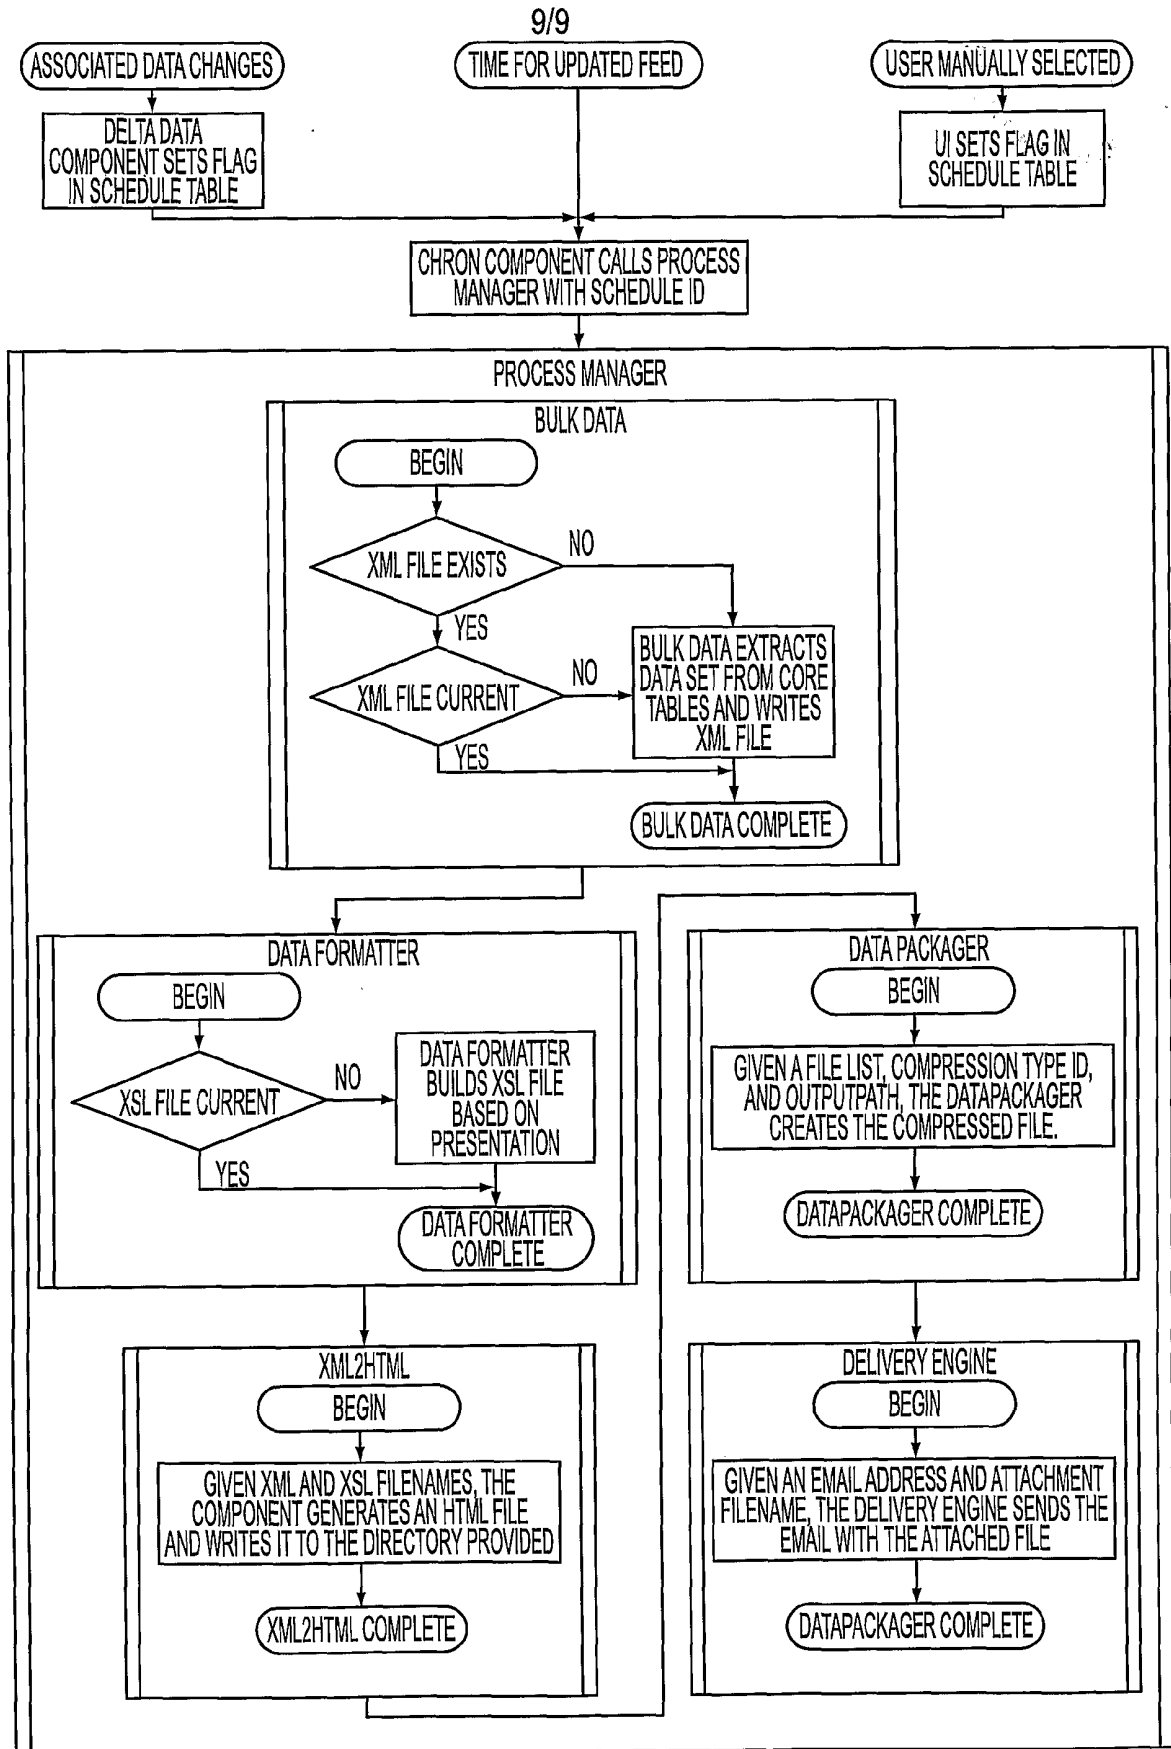 9/9
ASSOCIATED DATA CHANGES
TIME FOR UPDATED FEED
USER MANUALLY SELECTED
DELTA DATA
COMPONENT SETS FLAG
IN SCHEDULE TABLE
UI SETS FLAG IN
SCHEDULE TABLE
CHRON COMPONENT CALLS PROCESS
MANAGER WITH SCHEDULE ID
PROCESS MANAGER
BULK DATA
BEGIN
XML FILE EXISTS
NO
YES
XML FILE CURRENT
NO
BULK DATA EXTRACTS
DATA SET FROM CORE
TABLES AND WRITES
XML FILE
YES
BULK DATA COMPLETE
DATA FORMATTER
BEGIN
XSL FILE CURRENT
NO
DATA FORMATTER
BUILDS XSL FILE
BASED ON
PRESENTATION
YES
DATA FORMATTER
COMPLETE
XML2HTML
BEGIN
GIVEN XML AND XSL FILENAMES, THE
COMPONENT GENERATES AN HTML FILE
AND WRITES IT TO THE DIRECTORY PROVIDED
XML2HTML COMPLETE
DATA PACKAGER
BEGIN
GIVEN A FILE LIST, COMPRESSION TYPE ID,
AND OUTPUTPATH, THE DATAPACKAGER
CREATES THE COMPRESSED FILE.
DATAPACKAGER COMPLETE
DELIVERY ENGINE
BEGIN
GIVEN AN EMAIL ADDRESS AND ATTACHMENT
FILENAME, THE DELIVERY ENGINE SENDS THE
EMAIL WITH THE ATTACHED FILE
DATAPACKAGER COMPLETE